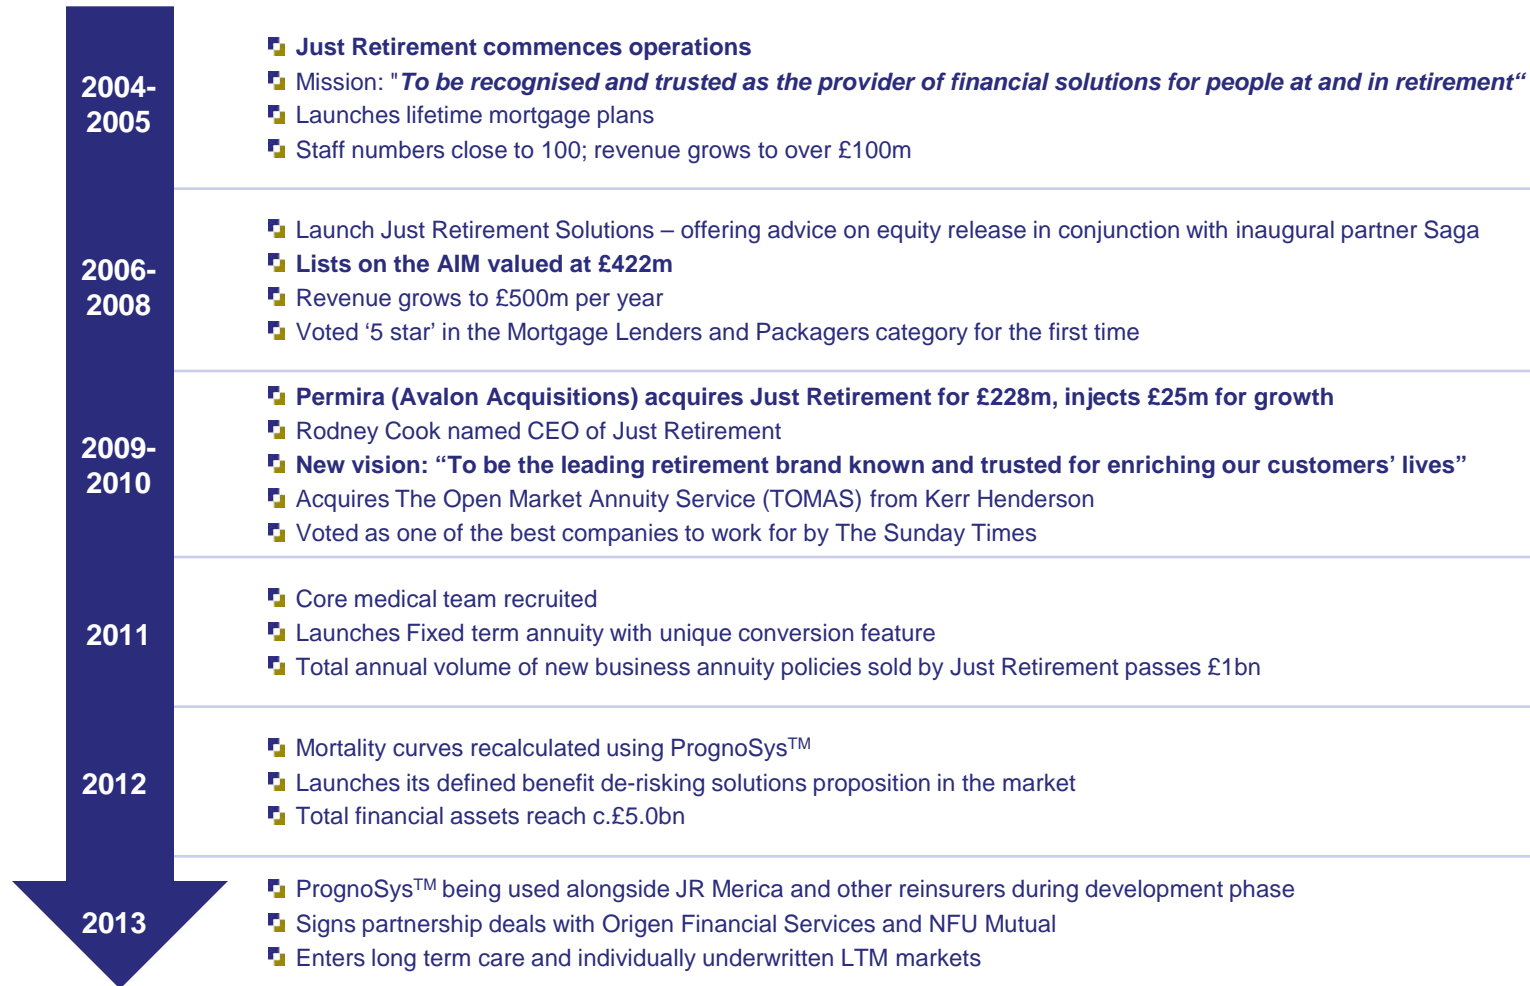 2004-
2005
Just Retirement commences operations
Mission: "To be recognised and trusted as the provider of financial solutions for people at and in retirement“
Launches lifetime mortgage plans
Staff numbers close to 100; revenue grows to over £100m
2006-
2008
Launch Just Retirement Solutions – offering advice on equity release in conjunction with inaugural partner Saga
Lists on the AIM valued at £422m
Revenue grows to £500m per year
Voted ‘5 star’ in the Mortgage Lenders and Packagers category for the first time
2009-
2010
Permira (Avalon Acquisitions) acquires Just Retirement for £228m, injects £25m for growth
Rodney Cook named CEO of Just Retirement
New vision: “To be the leading retirement brand known and trusted for enriching our customers’ lives”
Acquires The Open Market Annuity Service (TOMAS) from Kerr Henderson
Voted as one of the best companies to work for by The Sunday Times
2011
Core medical team recruited
Launches Fixed term annuity with unique conversion feature
Total annual volume of new business annuity policies sold by Just Retirement passes £1bn
2012
Mortality curves recalculated using PrognoSysTM
Launches its defined benefit de-risking solutions proposition in the market
Total financial assets reach c.£5.0bn
2013
PrognoSysTM being used alongside JR Merica and other reinsurers during development phase
Signs partnership deals with Origen Financial Services and NFU Mutual
Enters long term care and individually underwritten LTM markets